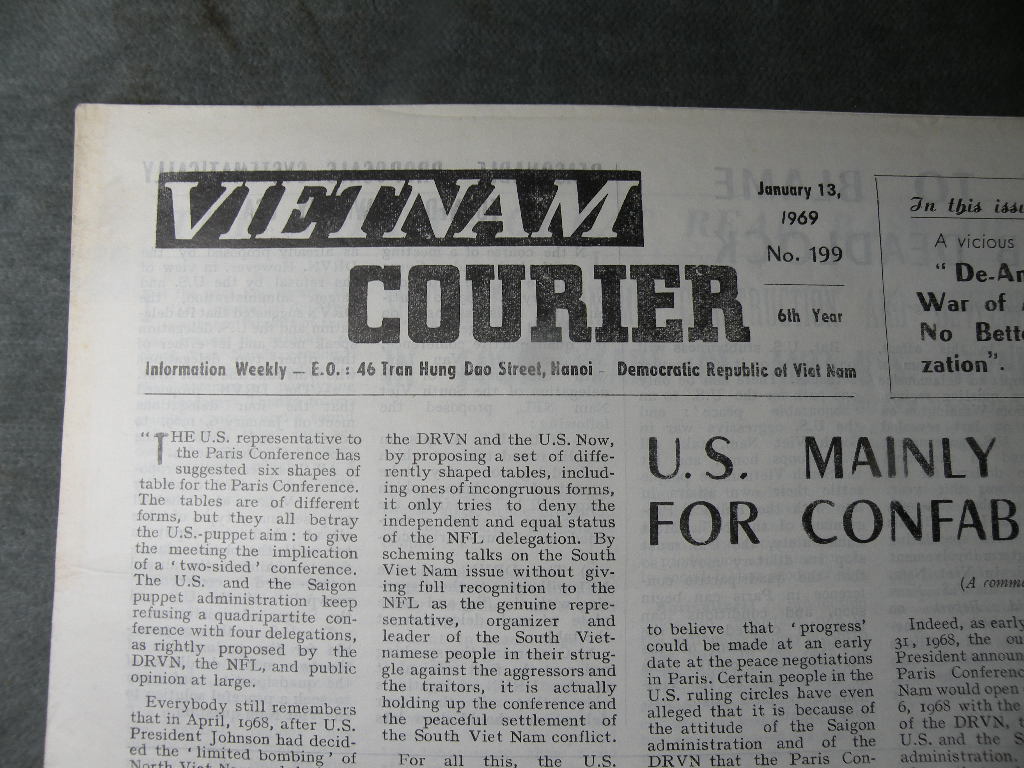 VIETNAM
COURIER
January 13,
1969
No. 199
6th Year
Information Weekly — E.O. : 46 Tran Hung Dao Street, Hanoi - Democratic Republic of Viet Nam
In this
A vicious
"De-
War of
No
zation".
"THE U.S. representative to
the Paris Conference has
suggested six shapes of
table for the Paris Conference.
The tables are of different
forms, but they all betray
the U.S.-puppet aim : to give
the meeting the implication
of a 'two-sided' conference.
The U.S. and the Saigon
puppet administration keep
refusing a quadripartite con-
ference with four delegations,
as rightly proposed by the
DRVN, the NFL, and public
opinion at large.
Everybody still remembers
that in April, 1968, after U.S.
President Johnson had decid-
ed the 'limited bombing' of
North Viet
the DRVN and the U.S. Now,
by proposing a set of diffe-
rently shaped tables, includ-
ing ones of incongruous forms,
it only tries to deny the
independent and equal status
of the NFL delegation. By
scheming talks on the South
Viet Nam issue without giv-
ing full recognition to the
NFL as the genuine repre-
sentative, organizer and
leader of the South Viet-
namese people in their strug-
gle against the aggressors and
the traitors, it is actually
holding up the conference and
the peaceful settlement of
the South Viet Nam conflict.
For all this, the U.S.
U.S. MAINLY
FOR CONFAB
(A
to believe that 'progress'
could be made at an early
date at the peace negotiations
in Paris. Certain people in the
U.S. ruling circles have even
alleged that it is because of
the attitude of the Saigon
administration and of the
DRVN that the Paris Con-
Indeed, as early
31, 1968, the
President
Paris
Nam would open
6, 1968 with the
of the DRVN,
U.S. and the
administration.